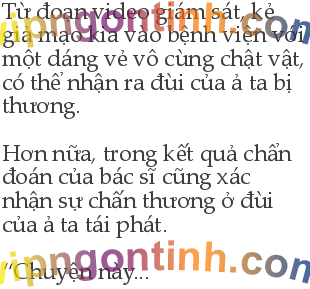 Từ đoạn video giám sát, kẻ
giả mạo kia vào bệnh viện với
một dáng vẻ vô cùng chật vật,
có thể nhận ra đùi của ả ta bị
thương.
Hơn nữa, trong kết quả chẩn
đoán của bác sĩ cũng xác
nhận sự chấn thương ở đùi
của ả ta tái phát.
vipngontinh.com
"Chuyện này...
vipngontinh.com